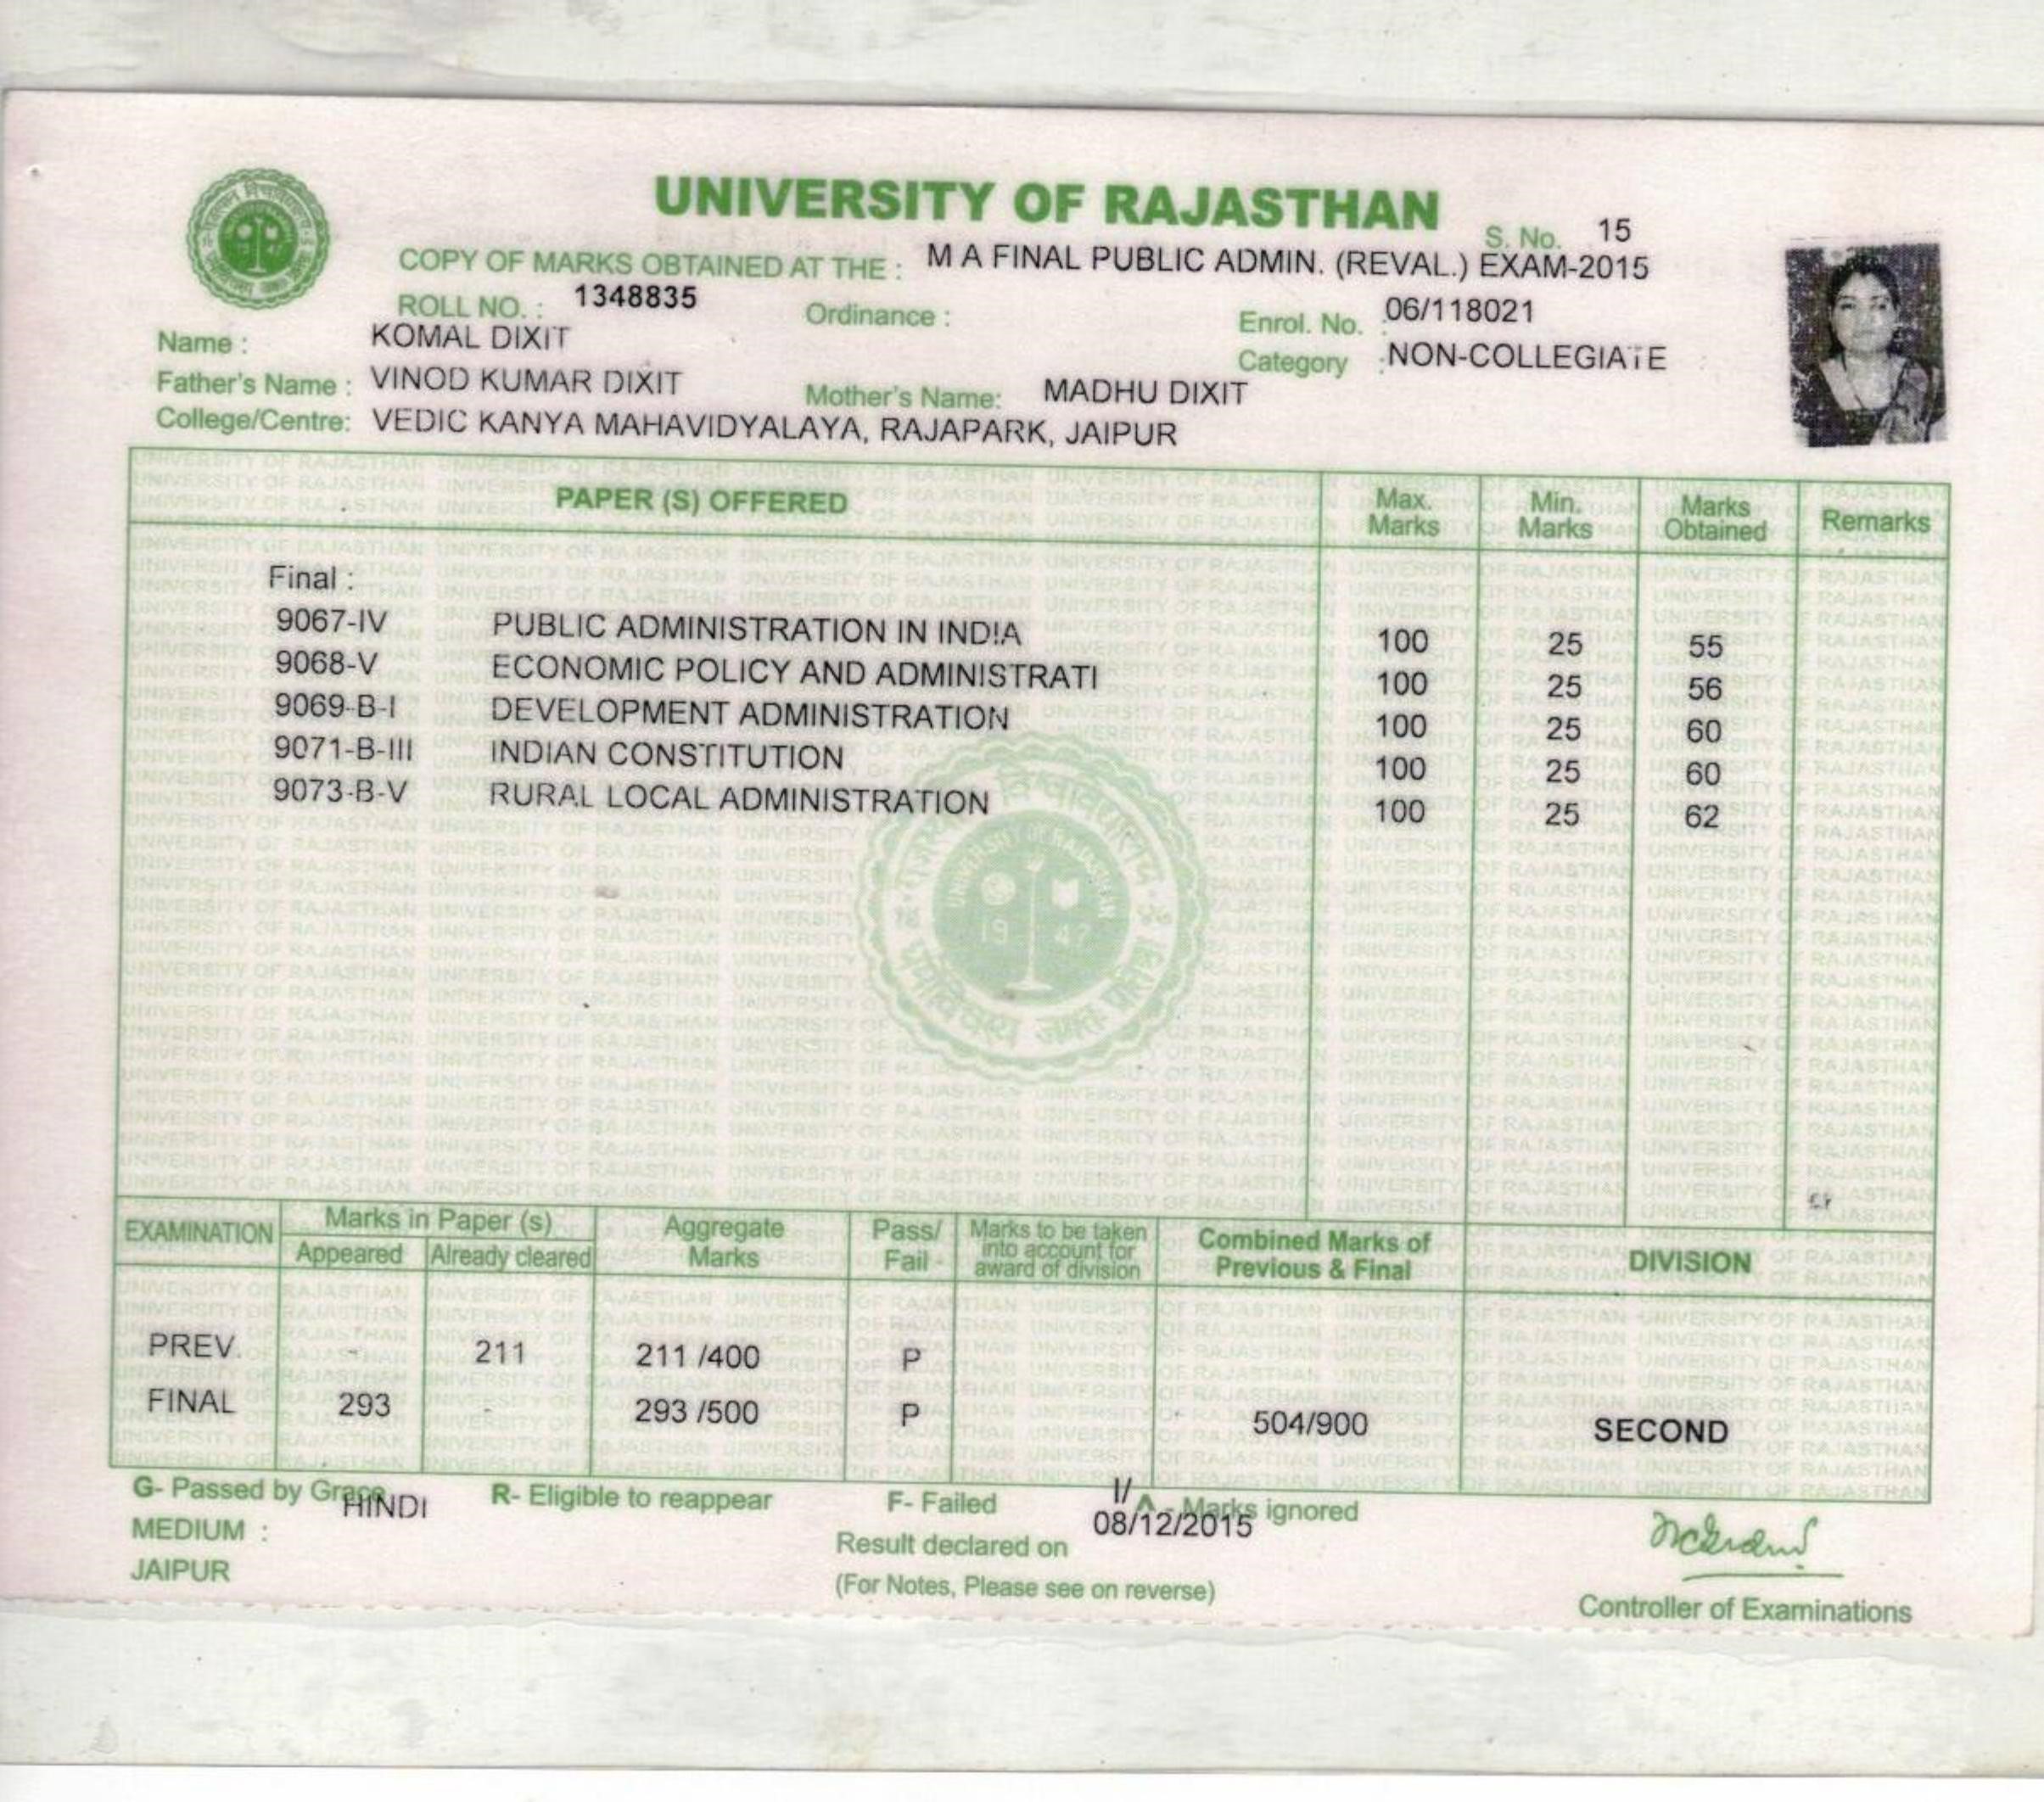 UNIVERSITY OF RAJASTHAN
S. No. 15
COPY OF MARKS OBTAINED AT THE : M A FINAL PUBLIC ADMIN. (REVAL.) EXAM-2015
ROLL NO. : 1348835 Ordinance : Enrol. No. : 06/118021
Name : KOMAL DIXIT Category : NON-COLLEGIATE
Father's Name : VINOD KUMAR DIXIT Mother's Name: MADHU DIXIT
College/Centre: VEDIC KANYA MAHAVIDYALAYA, RAJAPARK, JAIPUR
PAPER (S) OFFERED Max. Marks Min. Marks Marks Obtained Remarks
Final :
9067-IV PUBLIC ADMINISTRATION IN INDIA 100 25 55
9068-V ECONOMIC POLICY AND ADMINISTRATI 100 25 56
9069-B-I DEVELOPMENT ADMINISTRATION 100 25 60
9071-B-III INDIAN CONSTITUTION 100 25 60
9073-B-V RURAL LOCAL ADMINISTRATION 100 25 62
UNIVERSITY OF RAJASTHAN
19 47
EXAMINATION Marks in Paper (s) Aggregate Marks Pass/ Fail Marks to be taken into account for award of division Combined Marks of Previous & Final DIVISION
Appeared Already cleared
PREV. - 211 211 /400 P
FINAL 293 - 293 /500 P 504/900 SECOND
G- Passed by Grace R- Eligible to reappear F- Failed A - Marks ignored
MEDIUM : HINDI Result declared on 08/12/2015
JAIPUR (For Notes, Please see on reverse)
Controller of Examinations